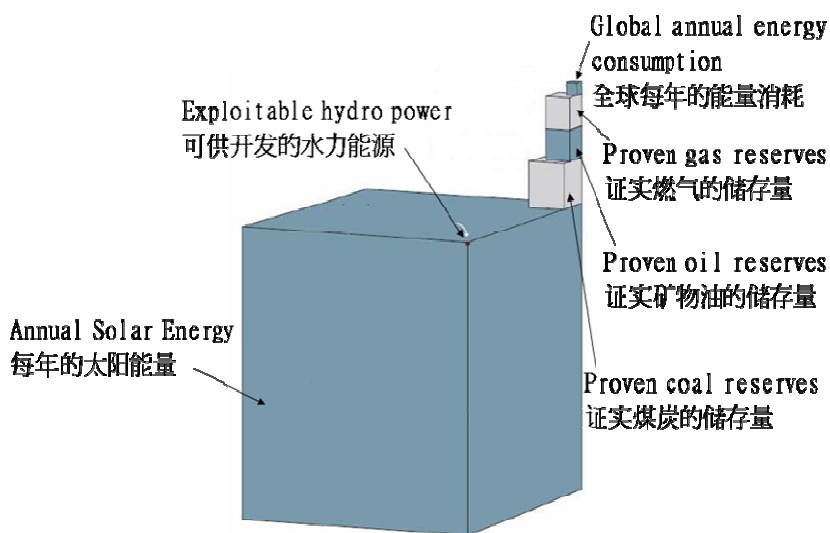 Global annual energy
consumption
全球每年的能量消耗
Exploitable hydro power
可供开发的水力能源
Proven gas reserves
证实燃气的储存量
Proven oil reserves
证实矿物油的储存量
Annual Solar Energy
每年的太阳能量
Proven coal reserves
证实煤炭的储存量